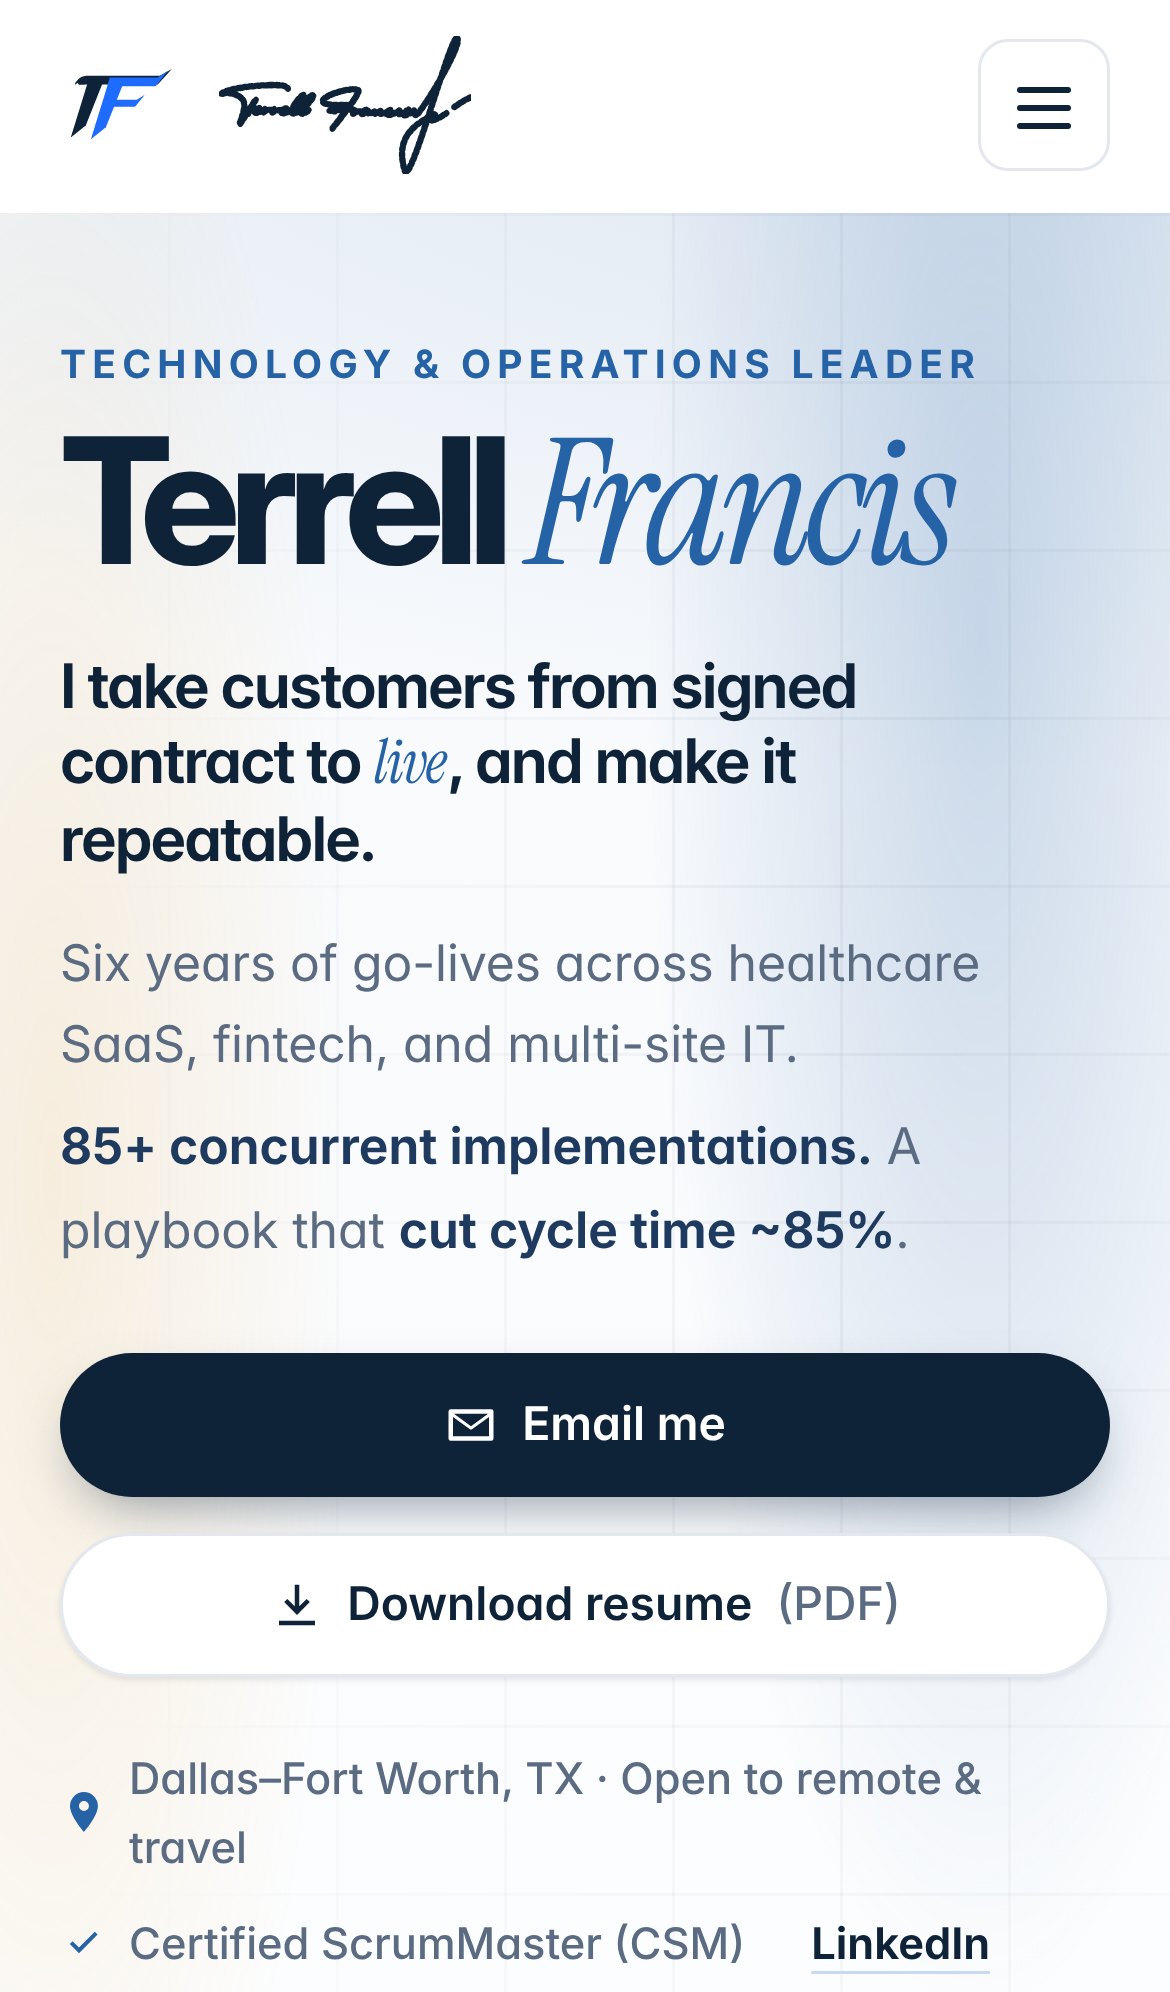 TF
TECHNOLOGY & OPERATIONS LEADER
Terrell Francis
I take customers from signed
contract to live, and make it
repeatable.
Six years of go-lives across healthcare
SaaS, fintech, and multi-site IT.
85+ concurrent implementations. A
playbook that cut cycle time ~85%.
Email me
Download resume (PDF)
Dallas–Fort Worth, TX · Open to remote &
travel
Certified ScrumMaster (CSM) LinkedIn